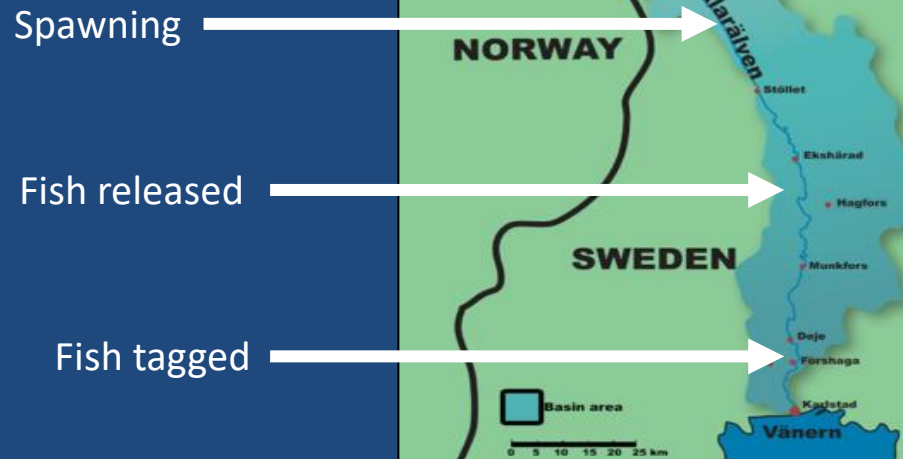 Spawning
Fish released
Fish tagged
NORWAY
SWEDEN
Stöllet
Ekshärad
Hagfors
Munkfors
Deje
Forshaga
Karlstad
Vänern
Basin area
0 5 10 15 20 25 km